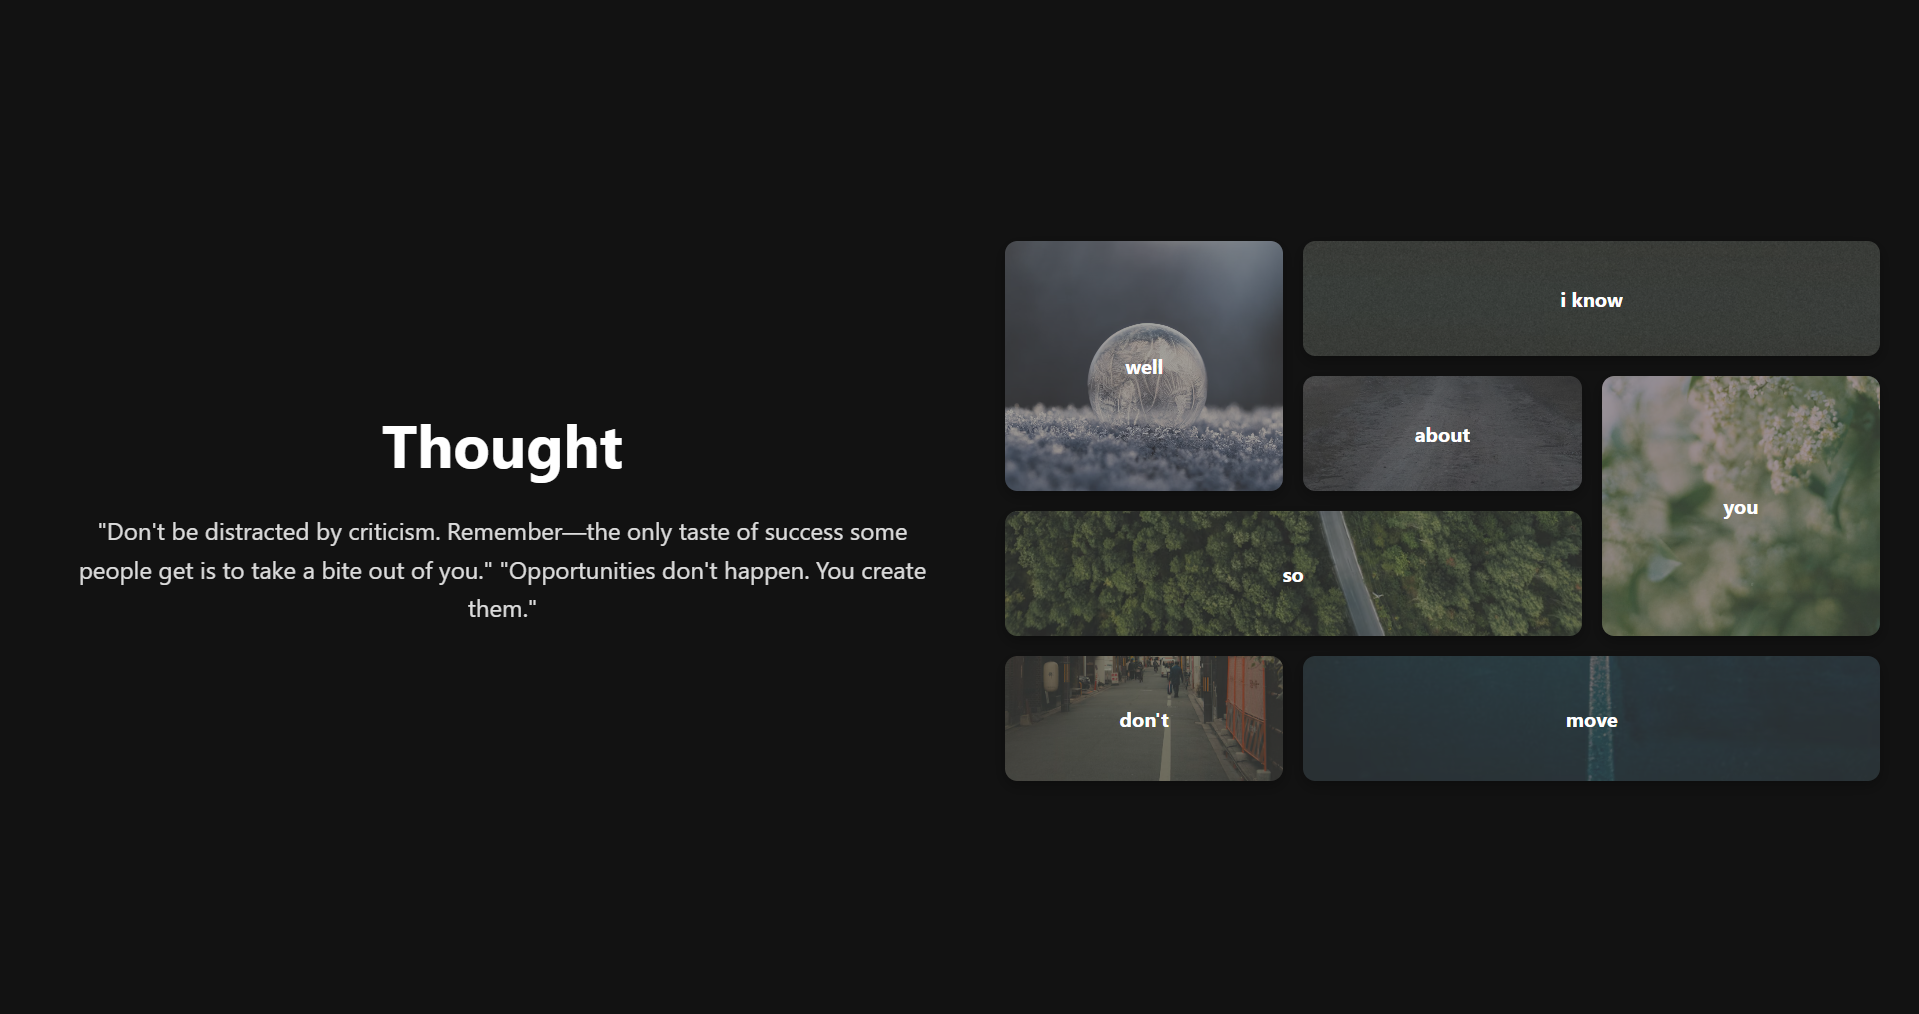 Thought
"Don't be distracted by criticism. Remember—the only taste of success some
people get is to take a bite out of you." "Opportunities don't happen. You create
them."
well
i know
about
you
so
don't
move